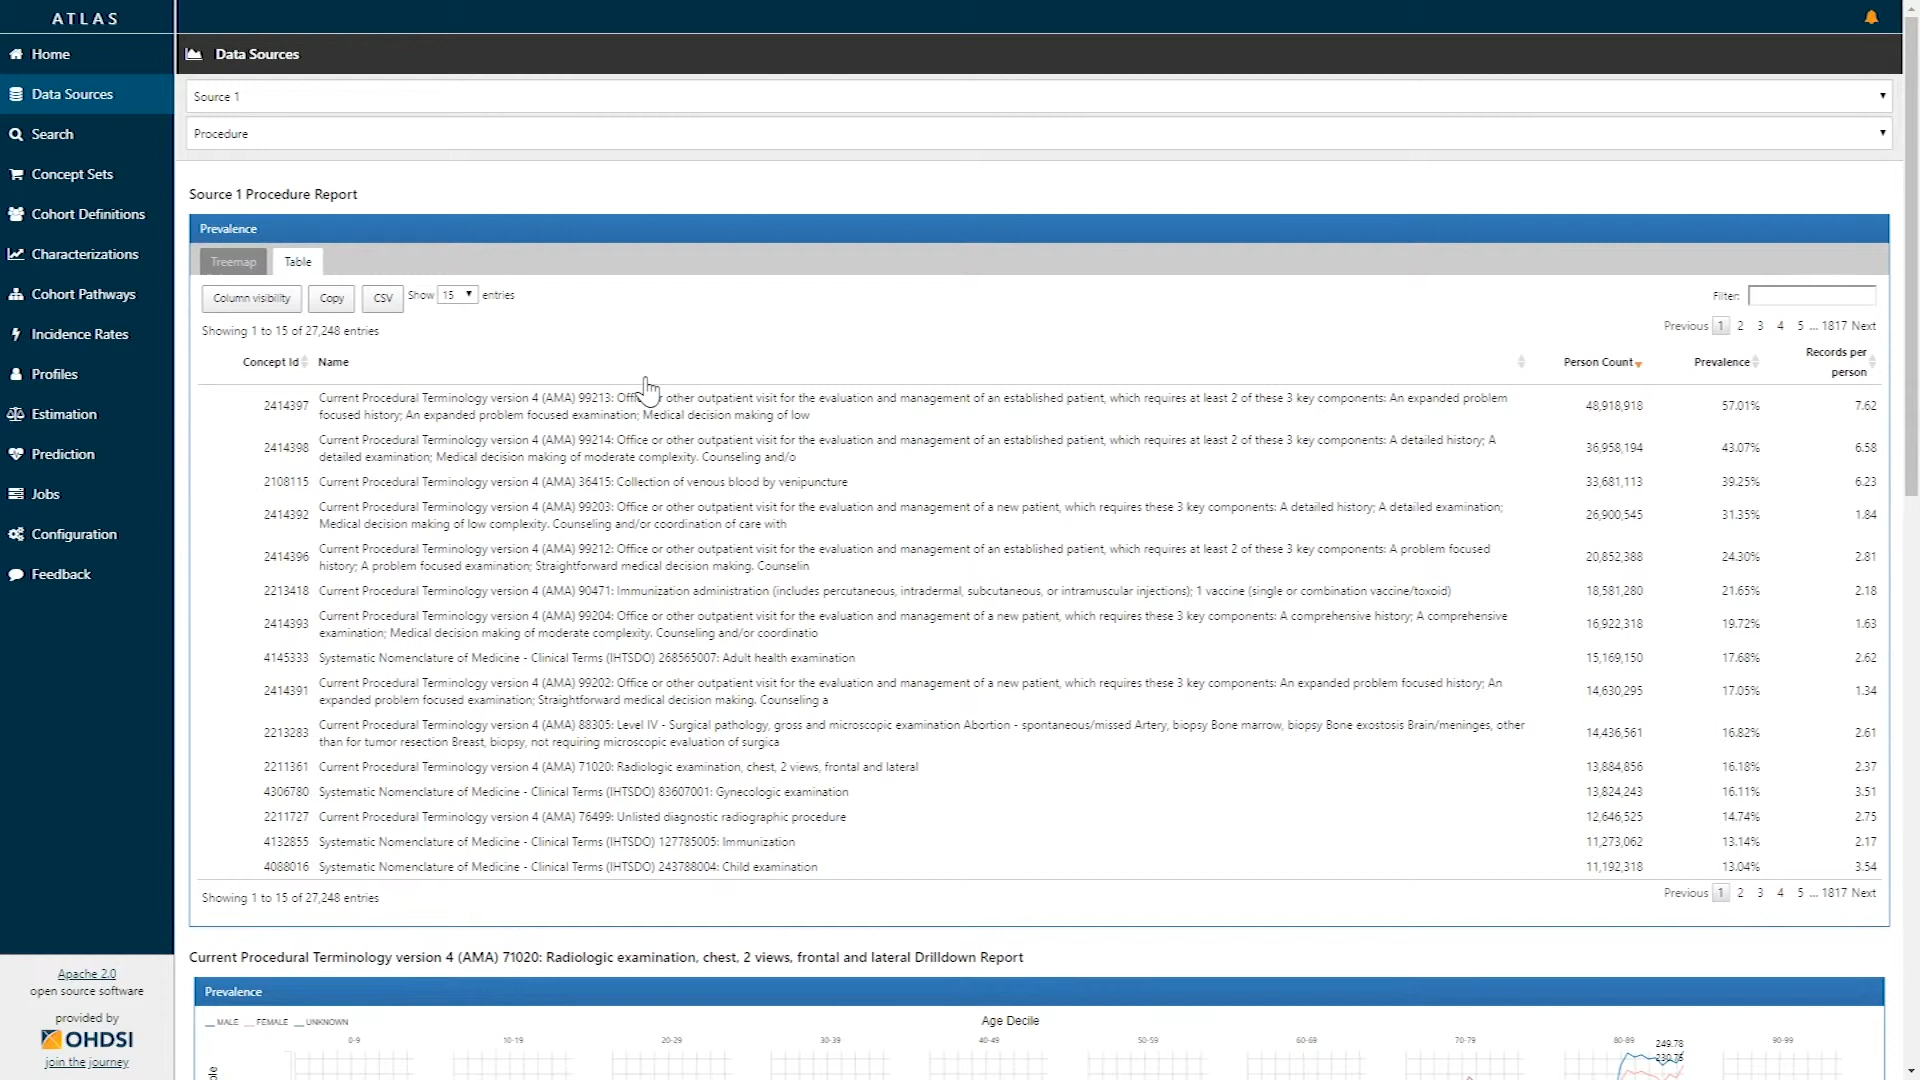 ATLAS
Home
Data Sources
Search
Concept Sets
Cohort Definitions
Characterizations
Cohort Pathways
Incidence Rates
Profiles
Estimation
Prediction
Jobs
Configuration
Feedback
Apache 2.0
open source software
provided by
OHDSI
join the journey
Data Sources
Source 1
Procedure
Source 1 Procedure Report
Prevalence
Treemap Table
Column visibility Copy CSV Show 15 entries Filter:
Showing 1 to 15 of 27,248 entries Previous 1 2 3 4 5 ... 1817 Next
Concept Id Name Person Count Prevalence Records per
person
2414397 Current Procedural Terminology version 4 (AMA) 99213: Office or other outpatient visit for the evaluation and management of an established patient, which requires at least 2 of these 3 key components: An expanded problem
focused history; An expanded problem focused examination; Medical decision making of low 48,918,918 57.01% 7.62
2414398 Current Procedural Terminology version 4 (AMA) 99214: Office or other outpatient visit for the evaluation and management of an established patient, which requires at least 2 of these 3 key components: A detailed history; A
detailed examination; Medical decision making of moderate complexity. Counseling and/o 36,958,194 43.07% 6.58
2108115 Current Procedural Terminology version 4 (AMA) 36415: Collection of venous blood by venipuncture 33,681,113 39.25% 6.23
2414392 Current Procedural Terminology version 4 (AMA) 99203: Office or other outpatient visit for the evaluation and management of a new patient, which requires these 3 key components: A detailed history; A detailed examination;
Medical decision making of low complexity. Counseling and/or coordination of care with 26,900,545 31.35% 1.84
2414396 Current Procedural Terminology version 4 (AMA) 99212: Office or other outpatient visit for the evaluation and management of an established patient, which requires at least 2 of these 3 key components: A problem focused
history; A problem focused examination; Straightforward medical decision making. Counselin 20,852,388 24.30% 2.81
2213418 Current Procedural Terminology version 4 (AMA) 90471: Immunization administration (includes percutaneous, intradermal, subcutaneous, or intramuscular injections); 1 vaccine (single or combination vaccine/toxoid) 18,581,280 21.65% 2.18
2414393 Current Procedural Terminology version 4 (AMA) 99204: Office or other outpatient visit for the evaluation and management of a new patient, which requires these 3 key components: A comprehensive history; A comprehensive
examination; Medical decision making of moderate complexity. Counseling and/or coordinatio 16,922,318 19.72% 1.63
4145333 Systematic Nomenclature of Medicine - Clinical Terms (IHTSDO) 268565007: Adult health examination 15,169,150 17.68% 2.62
2414391 Current Procedural Terminology version 4 (AMA) 99202: Office or other outpatient visit for the evaluation and management of a new patient, which requires these 3 key components: An expanded problem focused history; An
expanded problem focused examination; Straightforward medical decision making. Counseling a 14,630,295 17.05% 1.34
2213283 Current Procedural Terminology version 4 (AMA) 88305: Level IV - Surgical pathology, gross and microscopic examination Abortion - spontaneous/missed Artery, biopsy Bone marrow, biopsy Bone exostosis Brain/meninges, other
than for tumor resection Breast, biopsy, not requiring microscopic evaluation of surgica 14,436,561 16.82% 2.61
2211361 Current Procedural Terminology version 4 (AMA) 71020: Radiologic examination, chest, 2 views, frontal and lateral 13,884,856 16.18% 2.37
4306780 Systematic Nomenclature of Medicine - Clinical Terms (IHTSDO) 83607001: Gynecologic examination 13,824,243 16.11% 3.51
2211727 Current Procedural Terminology version 4 (AMA) 76499: Unlisted diagnostic radiographic procedure 12,646,525 14.74% 2.75
4132855 Systematic Nomenclature of Medicine - Clinical Terms (IHTSDO) 127785005: Immunization 11,273,062 13.14% 2.17
4088016 Systematic Nomenclature of Medicine - Clinical Terms (IHTSDO) 243788004: Child examination 11,192,318 13.04% 3.54
Showing 1 to 15 of 27,248 entries Previous 1 2 3 4 5 ... 1817 Next
Current Procedural Terminology version 4 (AMA) 71020: Radiologic examination, chest, 2 views, frontal and lateral Drilldown Report
Prevalence
MALE FEMALE UNKNOWN Age Decile
0-9 10-19 20-29 30-39 40-49 50-59 60-69 70-79 80-89 90-99
249.78
230.75